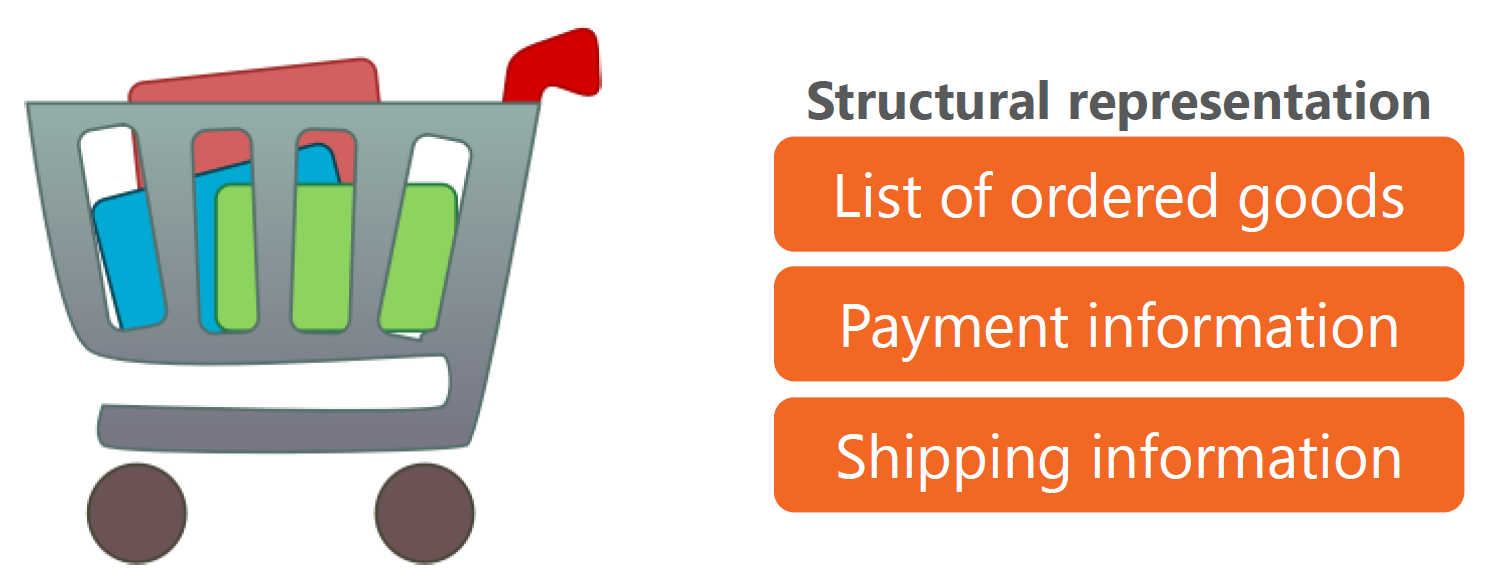 Structural representation
List of ordered goods
Payment information
Shipping information